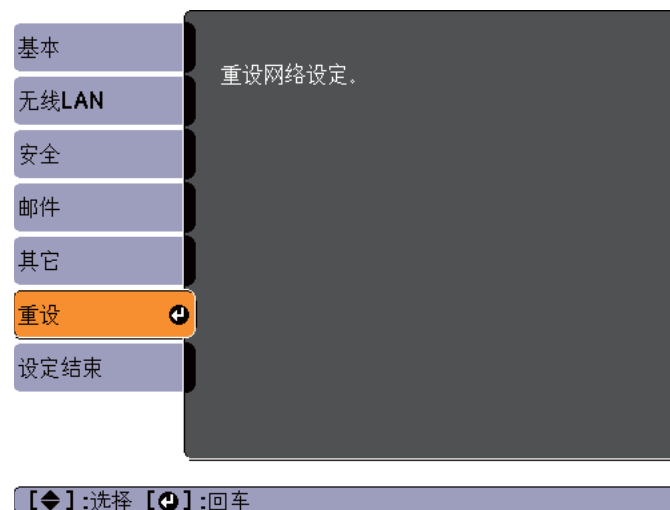 基本
无线LAN
安全
邮件
其它
重设
设定结束
重设网络设定。
[◆]:选择 [↵]:回车